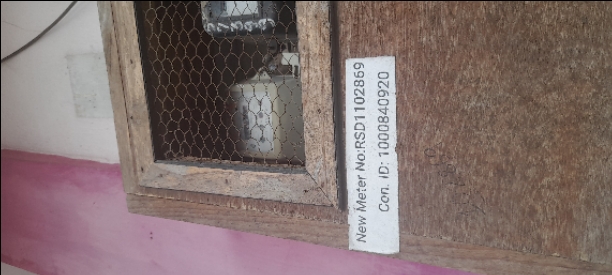 New Meter No:RSD1102869
Con. ID: 1000840920